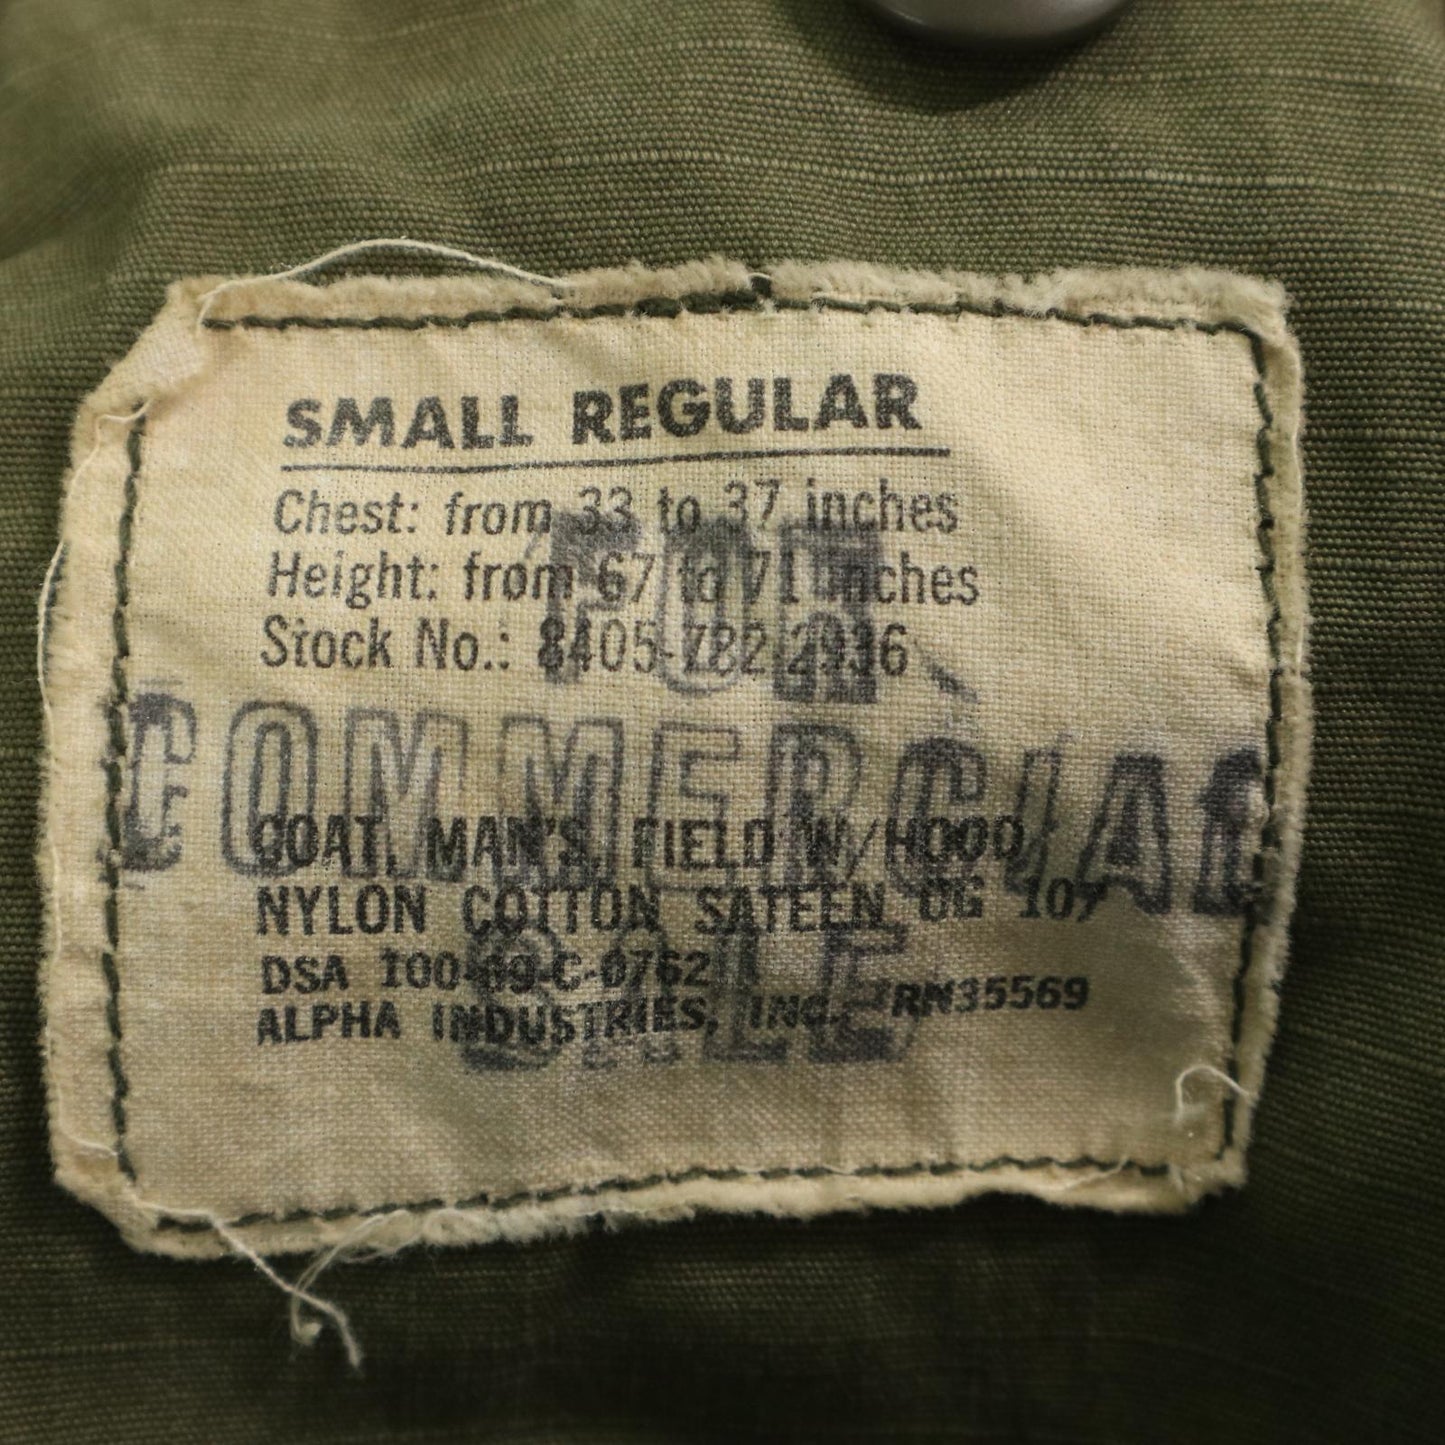 SMALL REGULAR
Chest: from 33 to 37 inches
Height: from 67 to 71 inches
Stock No.: 8405-782-2936
FOR
COMMERCIAL
SALE
COAT, MAN'S, FIELD W/HOOD
NYLON COTTON SATEEN OG 107
DSA 100-69-C-0762
ALPHA INDUSTRIES, INC. RN35569